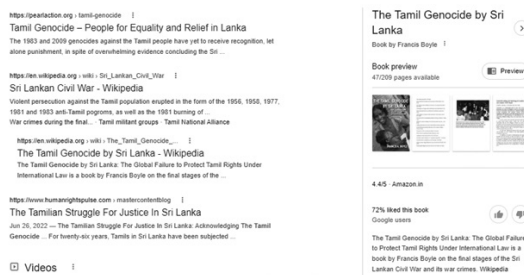 https://pearlaction.org › tamil-genocide
Tamil Genocide – People for Equality and Relief in Lanka
The 1983 and 2009 genocides against the Tamil people have yet to receive recognition, let
alone punishment, in spite of overwhelming evidence concluding the Sri ...
https://en.wikipedia.org › wiki › Sri_Lankan_Civil_War
Sri Lankan Civil War - Wikipedia
Violent persecution against the Tamil population erupted in the form of the 1956, 1958, 1977,
1981 and 1983 anti-Tamil pogroms, as well as the 1981 burning of ...
War crimes during the final... · Tamil militant groups · Tamil National Alliance
https://en.wikipedia.org › wiki › The_Tamil_Genocide_...
The Tamil Genocide by Sri Lanka - Wikipedia
The Tamil Genocide by Sri Lanka: The Global Failure to Protect Tamil Rights Under
International Law is a book by Francis Boyle on the final stages of the ...
https://www.humanrightspulse.com › mastercontentblog
The Tamilian Struggle For Justice In Sri Lanka
Jun 26, 2022 — The Tamilian Struggle For Justice In Sri Lanka: Acknowledging The Tamil
Genocide ... For twenty-six years, Tamils in Sri Lanka have been subjected ...
Videos
The Tamil Genocide by Sri
Lanka
Book by Francis Boyle
Book preview
47/209 pages available
Preview
4.4/5 · Amazon.in
72% liked this book
Google users
The Tamil Genocide by Sri Lanka: The Global Failure
to Protect Tamil Rights Under International Law is a
book by Francis Boyle on the final stages of the Sri
Lankan Civil War and its war crimes. Wikipedia